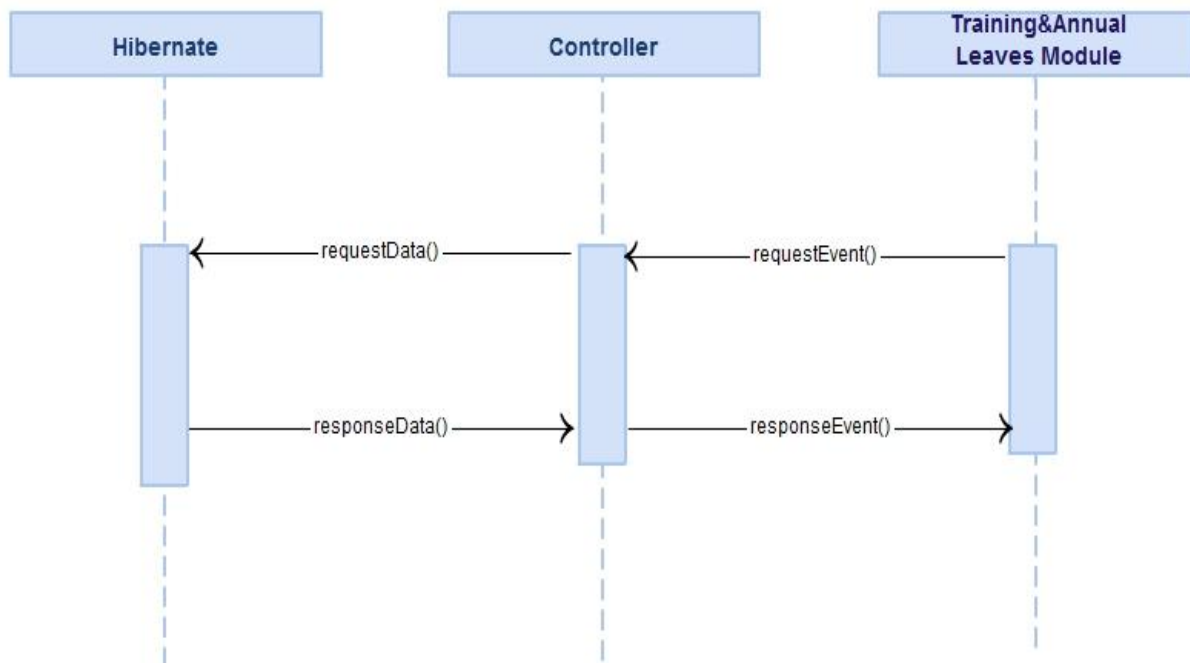 Hibernate
Controller
Training&Annual
Leaves Module
requestData()
requestEvent()
responseData()
responseEvent()